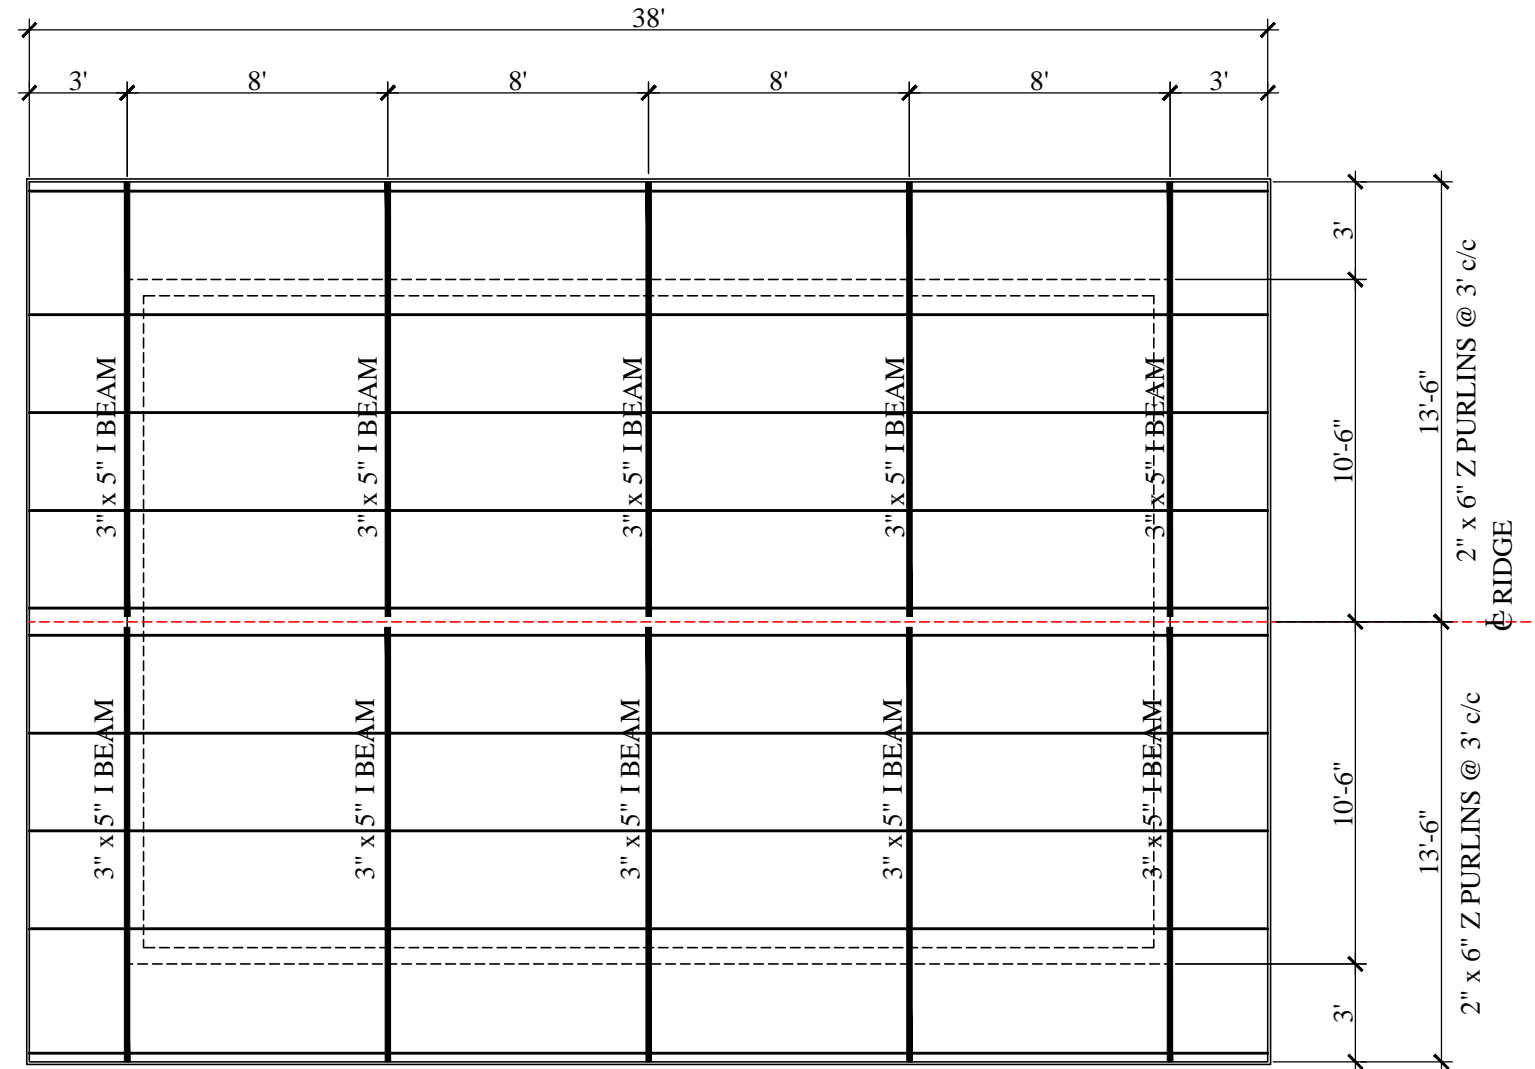 38'
3' 8' 8' 8' 8' 3'
3'
3" x 5" I BEAM
3" x 5" I BEAM
3" x 5" I BEAM
3" x 5" I BEAM
3" x 5" I BEAM
10'-6"
13'-6"
2" x 6" Z PURLINS @ 3' c/c
℄ RIDGE
3" x 5" I BEAM
3" x 5" I BEAM
3" x 5" I BEAM
3" x 5" I BEAM
3" x 5" I BEAM
10'-6"
13'-6"
2" x 6" Z PURLINS @ 3' c/c
3'